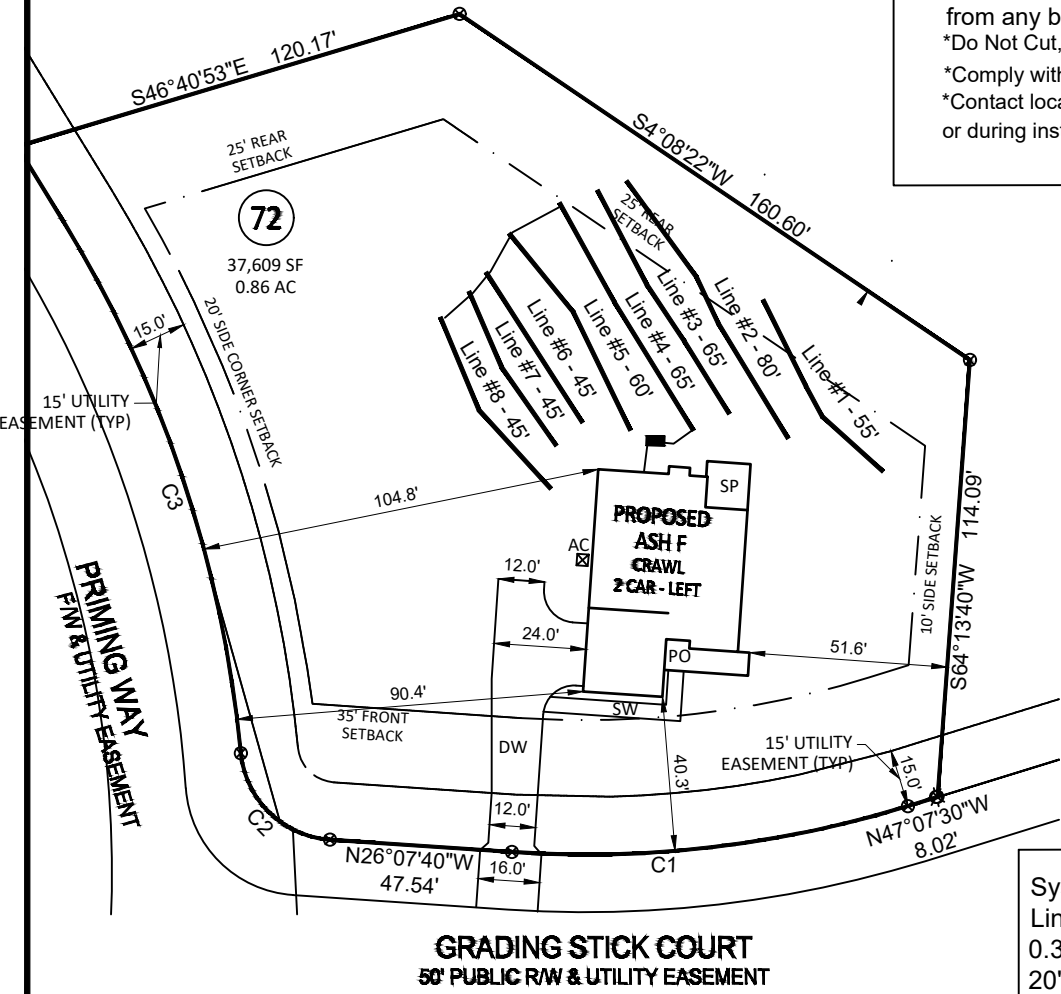 from any b
*Do Not Cut,
*Comply with
*Contact loca
or during inst
S46°40'53"E 120.17'
25' REAR
SETBACK
72
37,609 SF
0.86 AC
S4°08'22"W 160.60'
25' REAR
SETBACK
Line #1 - 55'
Line #2 - 80'
Line #3 - 65'
Line #4 - 65'
Line #5 - 60'
Line #6 - 45'
Line #7 - 45'
Line #8 - 45'
15.0'
20' SIDE CORNER SETBACK
15' UTILITY
EASEMENT (TYP)
C3
104.8'
SP
PROPOSED
ASH F
CRAWL
2 CAR - LEFT
AC
12.0'
24.0'
PO
51.6'
10' SIDE SETBACK
S64°13'40"W 114.09'
PRIMING WAY
R/W & UTILITY EASEMENT
90.4'
35' FRONT
SETBACK
SW
DW
40.3'
15' UTILITY
EASEMENT (TYP)
15.0'
12.0'
C2
N26°07'40"W
47.54'
16.0'
C1
N47°07'30"W
8.02'
GRADING STICK COURT
50' PUBLIC R/W & UTILITY EASEMENT
Sy
Lin
0.3
20'